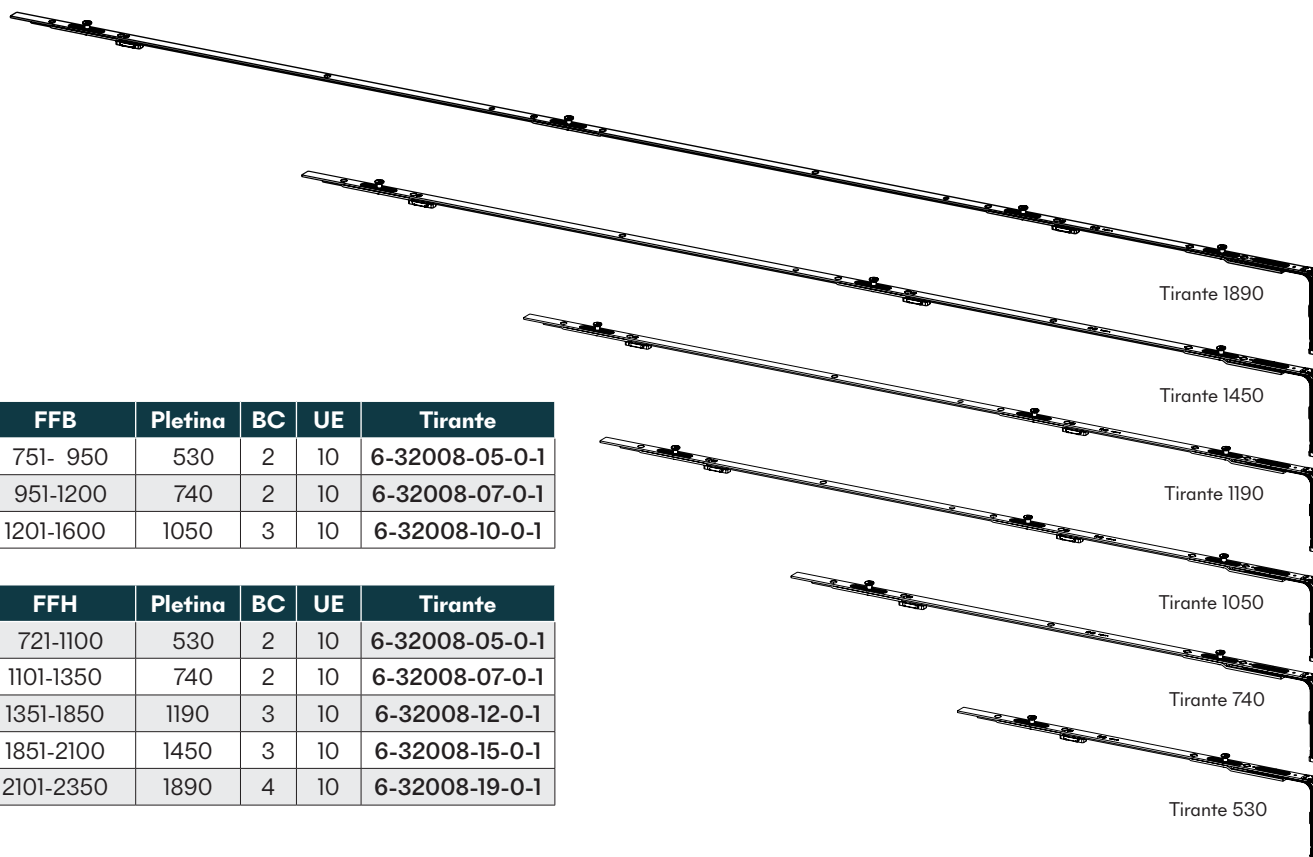 Tirante 1890
Tirante 1450
FFB Pletina BC UE Tirante
751- 950 530 2 10 6-32008-05-0-1
951-1200 740 2 10 6-32008-07-0-1
1201-1600 1050 3 10 6-32008-10-0-1
Tirante 1190
FFH Pletina BC UE Tirante
721-1100 530 2 10 6-32008-05-0-1
1101-1350 740 2 10 6-32008-07-0-1
1351-1850 1190 3 10 6-32008-12-0-1
1851-2100 1450 3 10 6-32008-15-0-1
2101-2350 1890 4 10 6-32008-19-0-1
Tirante 1050
Tirante 740
Tirante 530